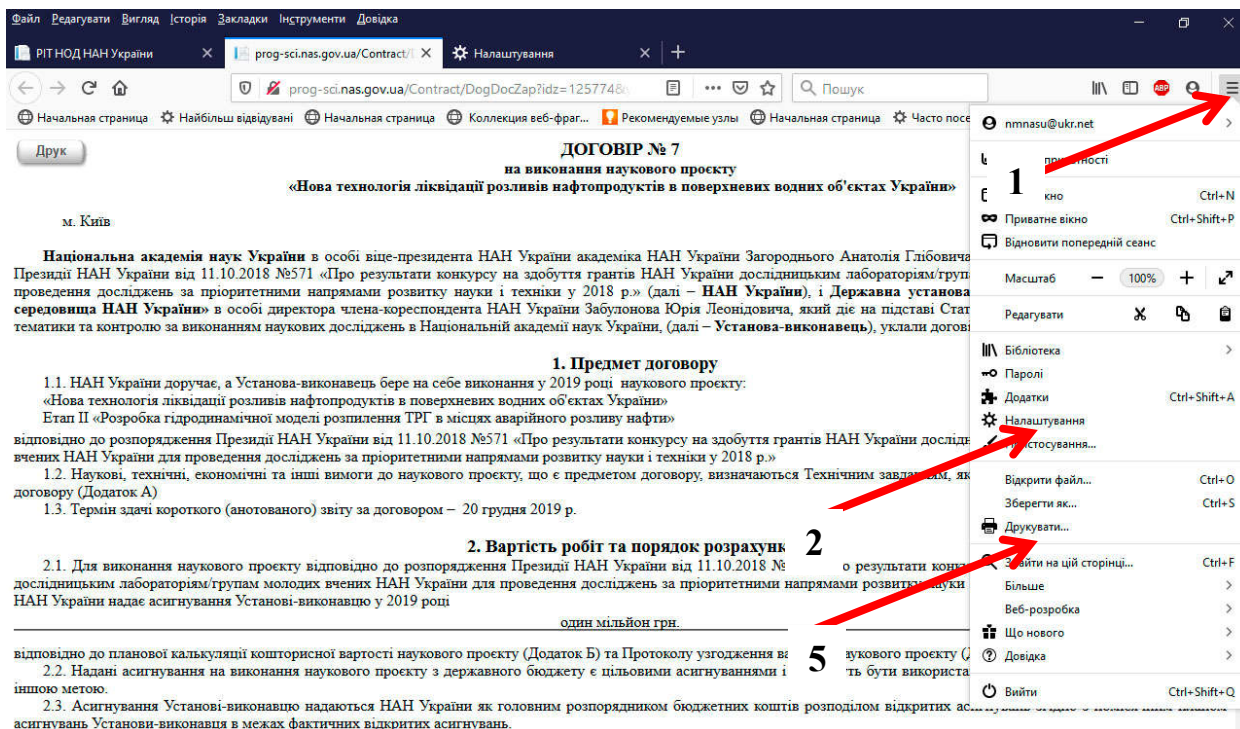 Файл Редагувати Вигляд Історія Закладки Інструменти Довідка
РІТ НОД НАН України
prog-sci.nas.gov.ua/Contract/
Налаштування
prog-sci.nas.gov.ua/Contract/DogDocZap?idz=125774
Пошук
Начальная страница Найбільш відвідувані Начальная страница Коллекция веб-фраг... Рекомендуемые узлы Начальная страница Часто посе
Друк
ДОГОВІР № 7
на виконання наукового проєкту
«Нова технологія ліквідації розливів нафтопродуктів в поверхневих водних об'єктах України»
м. Київ
Національна академія наук України в особі віце-президента НАН України академіка НАН України Загороднього Анатолія Глібовича
Президії НАН України від 11.10.2018 №571 «Про результати конкурсу на здобуття грантів НАН України дослідницьким лабораторіям/груп
проведення досліджень за пріоритетними напрямами розвитку науки і техніки у 2018 р.» (далі – НАН України), і Державна установа
середовища НАН України» в особі директора члена-кореспондента НАН України Забулонова Юрія Леонідовича, який діє на підставі Стат
тематики та контролю за виконанням наукових досліджень в Національній академії наук України, (далі – Установа-виконавець), уклали догові
1. Предмет договору
1.1. НАН України доручає, а Установа-виконавець бере на себе виконання у 2019 році наукового проєкту:
«Нова технологія ліквідації розливів нафтопродуктів в поверхневих водних об'єктах України»
Етап II «Розробка гідродинамічної моделі розпилення ТРГ в місцях аварійного розливу нафти»
відповідно до розпорядження Президії НАН України від 11.10.2018 №571 «Про результати конкурсу на здобуття грантів НАН України дослідн
вчених НАН України для проведення досліджень за пріоритетними напрямами розвитку науки і техніки у 2018 р.»
1.2. Наукові, технічні, економічні та інші вимоги до наукового проєкту, що є предметом договору, визначаються Технічним завданням, як
договору (Додаток А)
1.3. Термін здачі короткого (анотованого) звіту за договором – 20 грудня 2019 р.
2. Вартість робіт та порядок розрахунк
2.1. Для виконання наукового проєкту відповідно до розпорядження Президії НАН України від 11.10.2018 № о результати конку
дослідницьким лабораторіям/групам молодих вчених НАН України для проведення досліджень за пріоритетними напрямами розвитку науки
НАН України надає асигнування Установі-виконавцю у 2019 році
один мільйон грн.
відповідно до планової калькуляції кошторисної вартості наукового проєкту (Додаток Б) та Протоколу узгодження ва аукового проєкту (
2.2. Надані асигнування на виконання наукового проєкту з державного бюджету є цільовими асигнуваннями і ть бути використа
іншою метою.
2.3. Асигнування Установі-виконавцю надаються НАН України як головним розпорядником бюджетних коштів розподілом відкритих
асигнувань Установи-виконавця в межах фактичних відкритих асигнувань.
ABP
nmnasu@ukr.net
Ctrl+N
Приватне вікно Ctrl+Shift+P
Відновити попередній сеанс
Масштаб – 100% +
Редагувати
Бібліотека
Паролі
Додатки Ctrl+Shift+A
Налаштування
Відкрити файл... Ctrl+O
Зберегти як... Ctrl+S
Друкувати...
Знайти на цій сторінці... Ctrl+F
Більше
Веб-розробка
Що нового
Довідка
Вийти Ctrl+Shift+Q
1
2
5